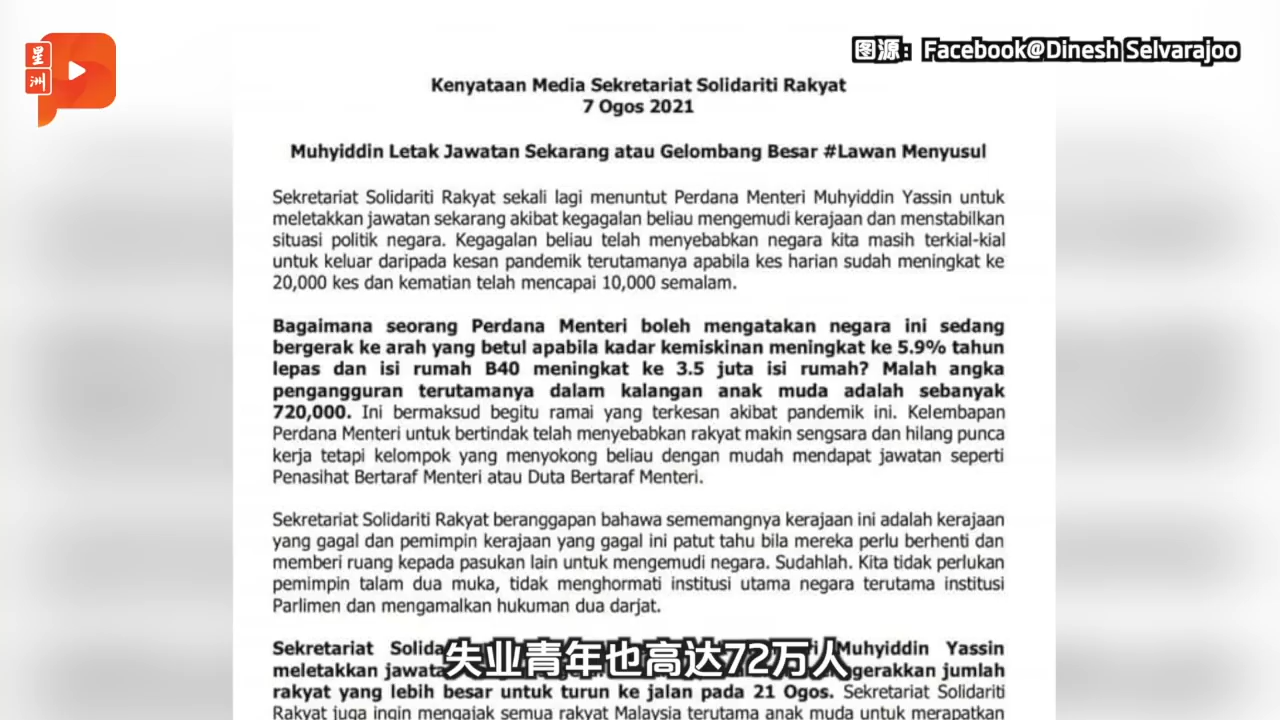 星洲
图源：Facebook@Dinesh Selvarajoo
Kenyataan Media Sekretariat Solidariti Rakyat
7 Ogos 2021
Muhyiddin Letak Jawatan Sekarang atau Gelombang Besar #Lawan Menyusul
Sekretariat Solidariti Rakyat sekali lagi menuntut Perdana Menteri Muhyiddin Yassin untuk
meletakkan jawatan sekarang akibat kegagalan beliau mengemudi kerajaan dan menstabilkan
situasi politik negara. Kegagalan beliau telah menyebabkan negara kita masih terkial-kial
untuk keluar daripada kesan pandemik terutamanya apabila kes harian sudah meningkat ke
20,000 kes dan kematian telah mencapai 10,000 semalam.
Bagaimana seorang Perdana Menteri boleh mengatakan negara ini sedang
bergerak ke arah yang betul apabila kadar kemiskinan meningkat ke 5.9% tahun
lepas dan isi rumah B40 meningkat ke 3.5 juta isi rumah? Malah angka
pengangguran terutamanya dalam kalangan anak muda adalah sebanyak
720,000. Ini bermaksud begitu ramai yang terkesan akibat pandemik ini. Kelembapan
Perdana Menteri untuk bertindak telah menyebabkan rakyat makin sengsara dan hilang punca
kerja tetapi kelompok yang menyokong beliau dengan mudah mendapat jawatan seperti
Penasihat Bertaraf Menteri atau Duta Bertaraf Menteri.
Sekretariat Solidariti Rakyat beranggapan bahawa sememangnya kerajaan ini adalah kerajaan
yang gagal dan pemimpin kerajaan yang gagal ini patut tahu bila mereka perlu berhenti dan
memberi ruang kepada pasukan lain untuk mengemudi negara. Sudahlah. Kita tidak perlukan
pemimpin talam dua muka, tidak menghormati institusi utama negara terutama institusi
Parlimen dan mengamalkan hukuman dua darjat.
Sekretariat Muhyiddin Yassin
meletakkan jumlah
rakyat yang lebih besar untuk turun ke jalan pada 21 Ogos. Sekretariat Solidariti
Rakyat juga ingin mengajak semua rakyat Malaysia terutama anak muda untuk merapatkan
失业青年也高达72万人